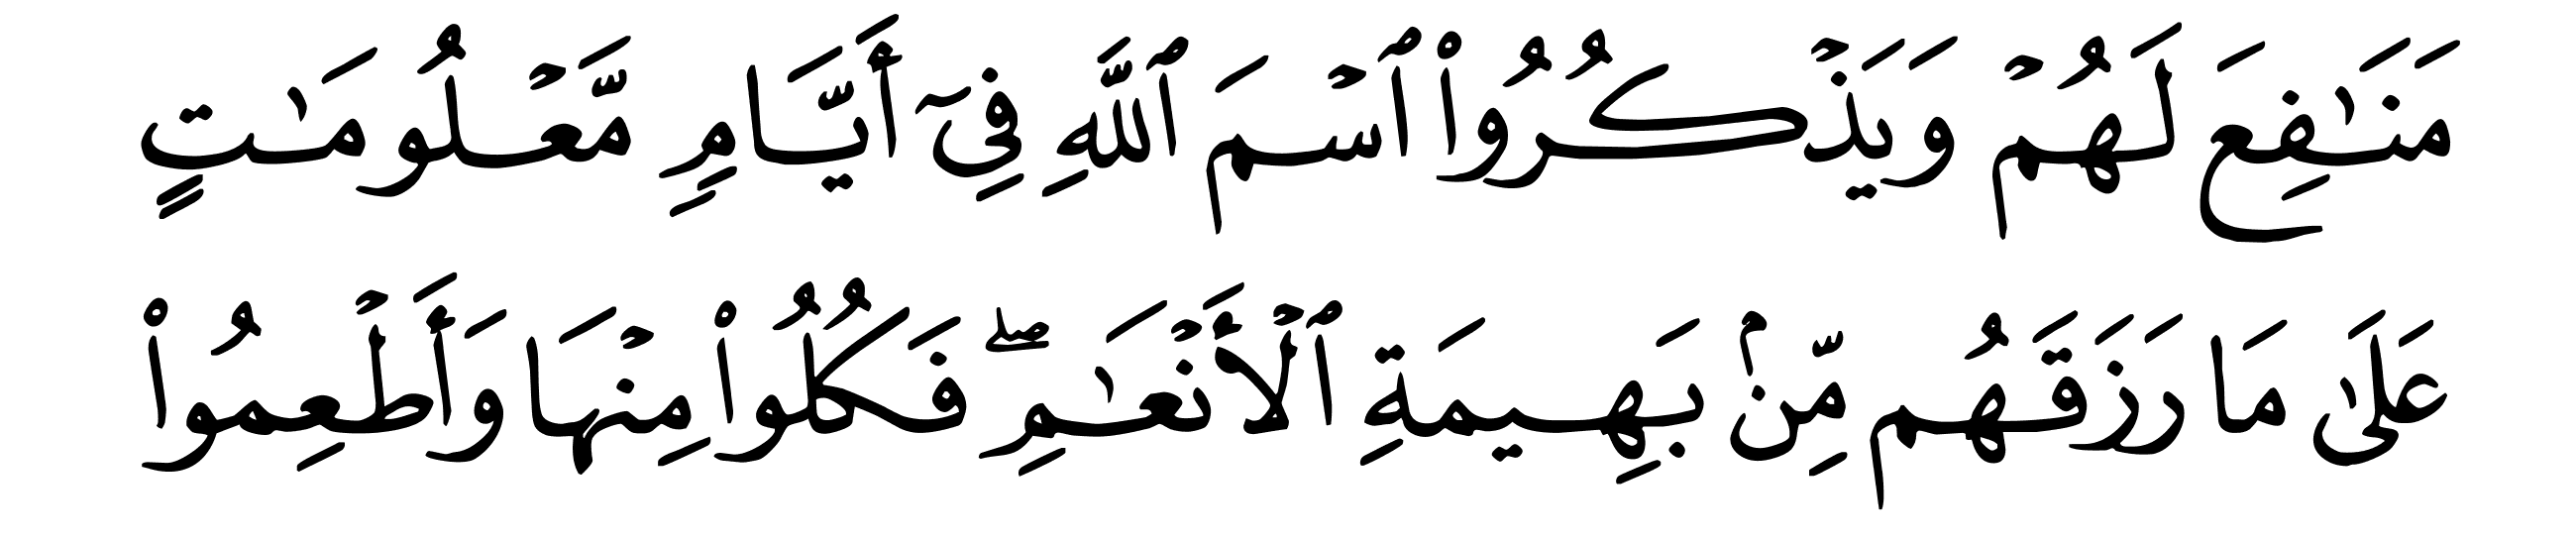 مَنَٰفِعَ لَهُمۡ وَيَذۡكُرُواْ ٱسۡمَ ٱللَّهِ فِيٓ أَيَّامٖ مَّعۡلُومَٰتٍ
عَلَىٰ مَا رَزَقَهُم مِّنۢ بَهِيمَةِ ٱلۡأَنۡعَٰمِۖ فَكُلُواْ مِنۡهَا وَأَطۡعِمُواْ